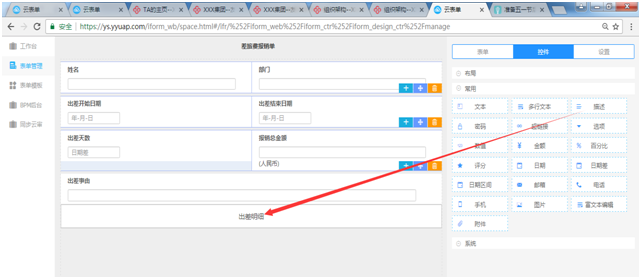 云表单
云表单
TA的主页-
XXX集团-
XXX集团-
组织架构-
组织架构-
云表单
准备五一节
安全 https://ys.yyuap.com/iform_wb/space.html#/ifr/%252Fiform_web%252Fiform_ctr%252Fiform_design_ctr%252Fmanage
工作台
表单管理
表单模板
BPM后台
同步云审
差旅费报销单
姓名
部门
出差开始日期
年-月-日
出差结束日期
年-月-日
出差天数
日期差
报销总金额
(人民币)
出差事由
出差明细
表单
控件
设置
布局
常用
文本
多行文本
描述
密码
超链接
选项
数值
金额
百分比
评分
日期
日期差
日期区间
邮箱
电话
手机
图片
富文本编辑
附件
系统